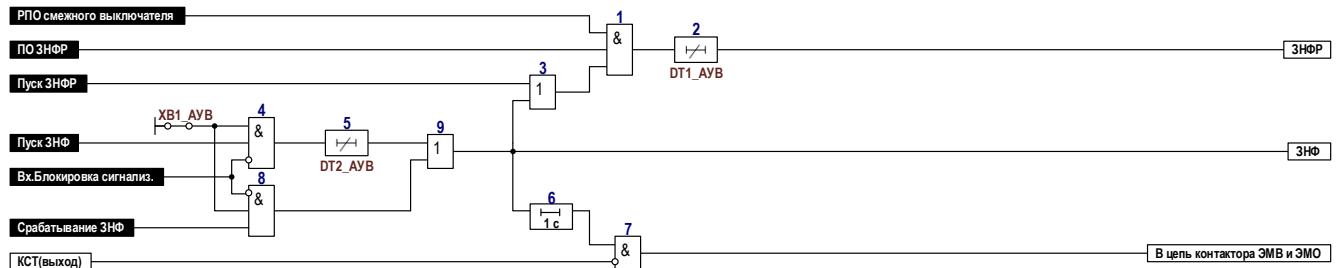 РПО смежного выключателя
1
&
2
ПО ЗНФР
ЗНФР
DT1_АУВ
3
Пуск ЗНФР
1
XB1_АУВ
4
&
5
9
Пуск ЗНФ
1
ЗНФ
DT2_АУВ
Вх.Блокировка сигнализ.
8
&
6
Срабатывание ЗНФ
1 с
7
&
В цепь контактора ЭМВ и ЭМО
КСТ(выход)